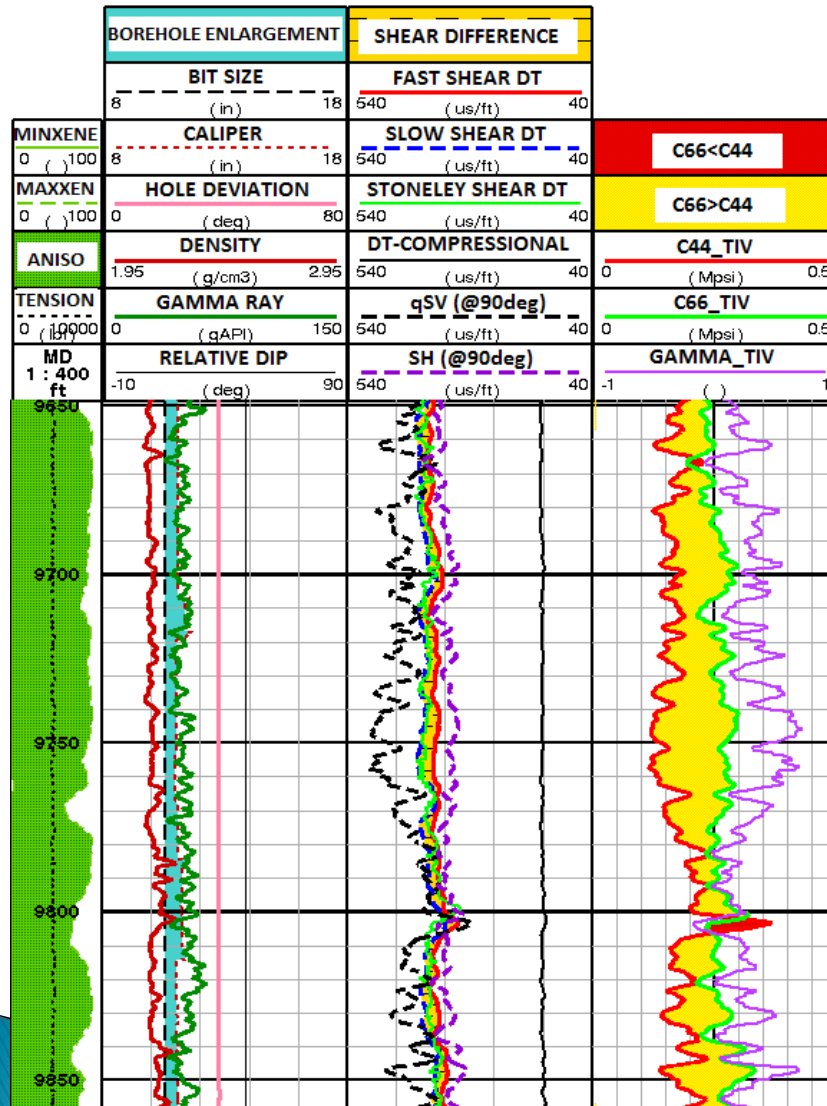 BOREHOLE ENLARGEMENT
SHEAR DIFFERENCE
BIT SIZE
8 (in) 18
FAST SHEAR DT
540 (us/ft) 40
MINXENE
0 ( ) 100
CALIPER
8 (in) 18
SLOW SHEAR DT
540 (us/ft) 40
C66<C44
MAXXEN
0 ( ) 100
HOLE DEVIATION
0 (deg) 80
STONELEY SHEAR DT
540 (us/ft) 40
C66>C44
ANISO
DENSITY
1.95 (g/cm3) 2.95
DT-COMPRESSIONAL
540 (us/ft) 40
C44_TIV
0 (Mpsi) 0.6
TENSION
0 (lbf) 10000
GAMMA RAY
0 (gAPI) 150
qSV (@90deg)
540 (us/ft) 40
C66_TIV
0 (Mpsi) 0.6
MD
1 : 400
ft
RELATIVE DIP
-10 (deg) 90
SH (@90deg)
540 (us/ft) 40
GAMMA_TIV
-1 ( ) 1
9650
9700
9750
9800
9850